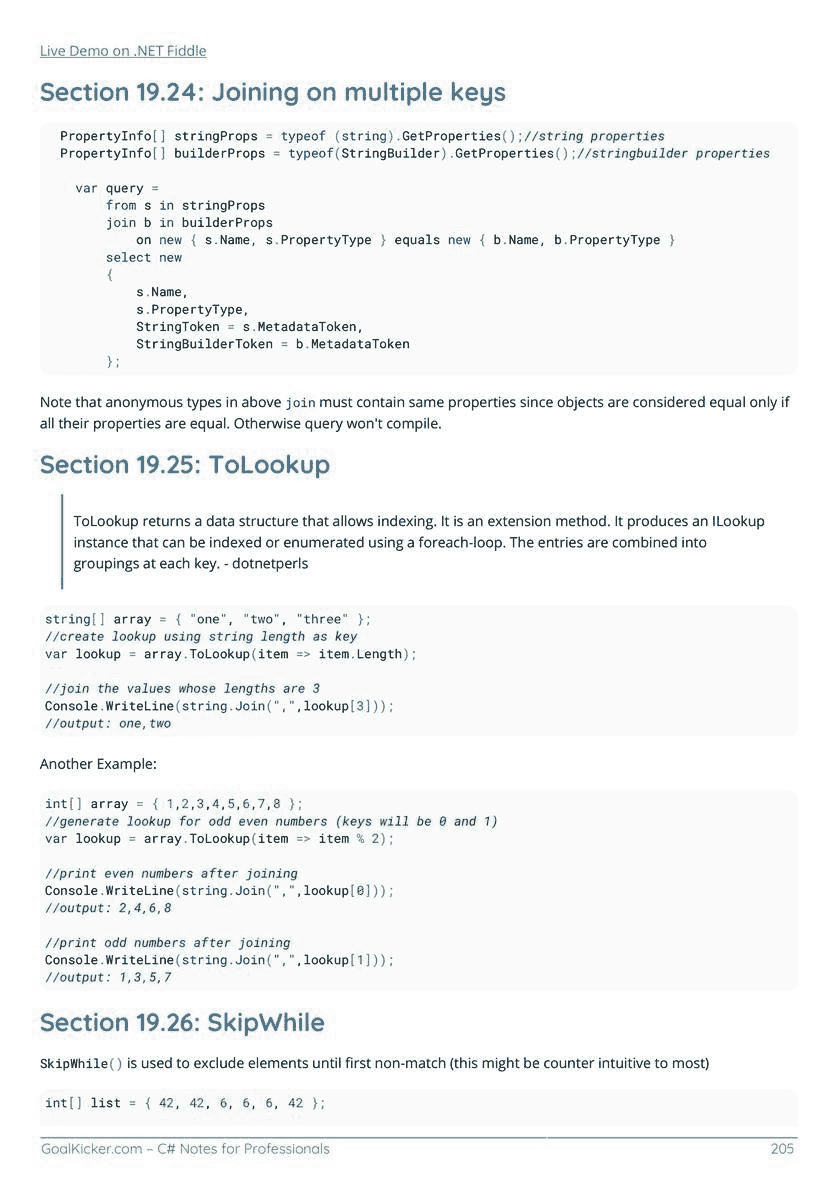 Live Demo on .NET Fiddle
Section 19.24: Joining on multiple keys
PropertyInfo[] stringProps = typeof (string).GetProperties();//string properties
PropertyInfo[] builderProps = typeof(StringBuilder).GetProperties();//stringbuilder properties
var query =
from s in stringProps
join b in builderProps
on new { s.Name, s.PropertyType } equals new { b.Name, b.PropertyType }
select new
{
s.Name,
s.PropertyType,
StringToken = s.MetadataToken,
StringBuilderToken = b.MetadataToken
};
Note that anonymous types in above join must contain same properties since objects are considered equal only if
all their properties are equal. Otherwise query won't compile.
Section 19.25: ToLookup
ToLookup returns a data structure that allows indexing. It is an extension method. It produces an ILookup
instance that can be indexed or enumerated using a foreach-loop. The entries are combined into
groupings at each key. - dotnetperls
string[] array = { "one", "two", "three" };
//create lookup using string length as key
var lookup = array.ToLookup(item => item.Length);
//join the values whose lengths are 3
Console.WriteLine(string.Join(",",lookup[3]));
//output: one,two
Another Example:
int[] array = { 1,2,3,4,5,6,7,8 };
//generate lookup for odd even numbers (keys will be 0 and 1)
var lookup = array.ToLookup(item => item % 2);
//print even numbers after joining
Console.WriteLine(string.Join(",",lookup[0]));
//output: 2,4,6,8
//print odd numbers after joining
Console.WriteLine(string.Join(",",lookup[1]));
//output: 1,3,5,7
Section 19.26: SkipWhile
SkipWhile() is used to exclude elements until first non-match (this might be counter intuitive to most)
int[] list = { 42, 42, 6, 6, 6, 42 };
GoalKicker.com – C# Notes for Professionals
205